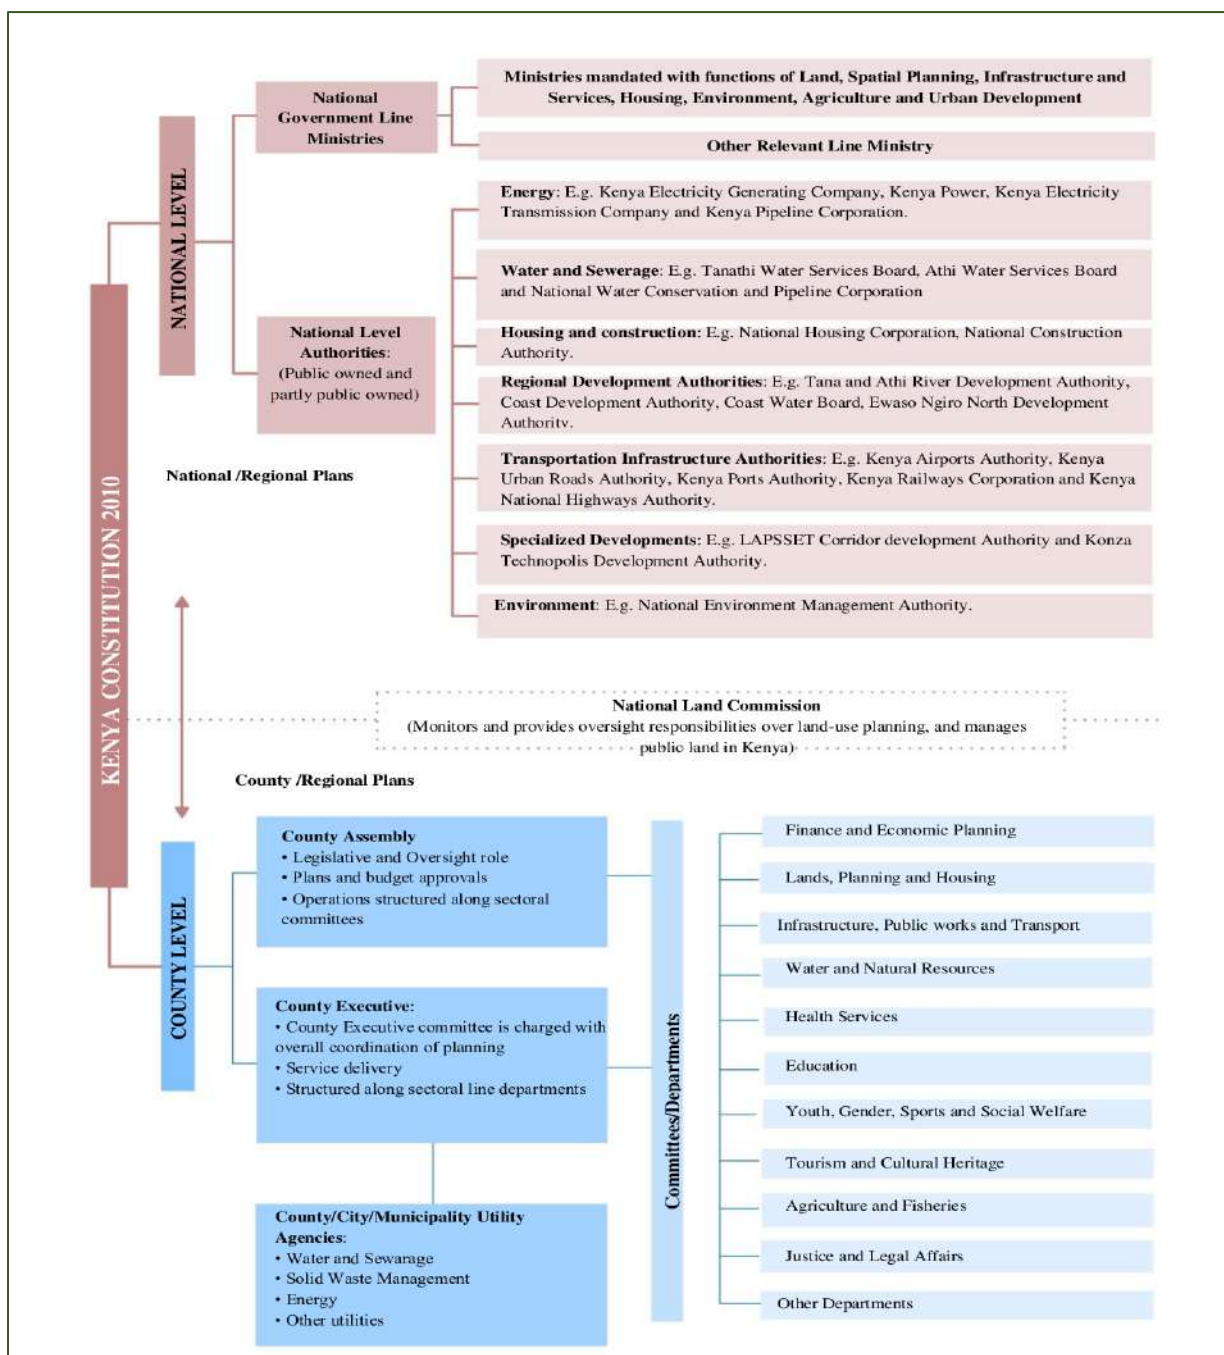 KENYA CONSTITUTION 2010
NATIONAL LEVEL
National
Government Line
Ministries
Ministries mandated with functions of Land, Spatial Planning, Infrastructure and
Services, Housing, Environment, Agriculture and Urban Development
Other Relevant Line Ministry
National Level
Authorities:
(Public owned and
partly public owned)
Energy: E.g. Kenya Electricity Generating Company, Kenya Power, Kenya Electricity
Transmission Company and Kenya Pipeline Corporation.
Water and Sewerage: E.g. Tanathi Water Services Board, Athi Water Services Board
and National Water Conservation and Pipeline Corporation
Housing and construction: E.g. National Housing Corporation, National Construction
Authority.
Regional Development Authorities: E.g. Tana and Athi River Development Authority,
Coast Development Authority, Coast Water Board, Ewaso Ngiro North Development
Authority.
Transportation Infrastructure Authorities: E.g. Kenya Airports Authority, Kenya
Urban Roads Authority, Kenya Ports Authority, Kenya Railways Corporation and Kenya
National Highways Authority.
Specialized Developments: E.g. LAPSSET Corridor development Authority and Konza
Technopolis Development Authority.
Environment: E.g. National Environment Management Authority.
National /Regional Plans
National Land Commission
(Monitors and provides oversight responsibilities over land-use planning, and manages
public land in Kenya)
County /Regional Plans
COUNTY LEVEL
County Assembly
• Legislative and Oversight role
• Plans and budget approvals
• Operations structured along sectoral
committees
County Executive:
• County Executive committee is charged with
overall coordination of planning
• Service delivery
• Structured along sectoral line departments
County/City/Municipality Utility
Agencies:
• Water and Sewarage
• Solid Waste Management
• Energy
• Other utilities
Committees/Departments
Finance and Economic Planning
Lands, Planning and Housing
Infrastructure, Public works and Transport
Water and Natural Resources
Health Services
Education
Youth, Gender, Sports and Social Welfare
Tourism and Cultural Heritage
Agriculture and Fisheries
Justice and Legal Affairs
Other Departments